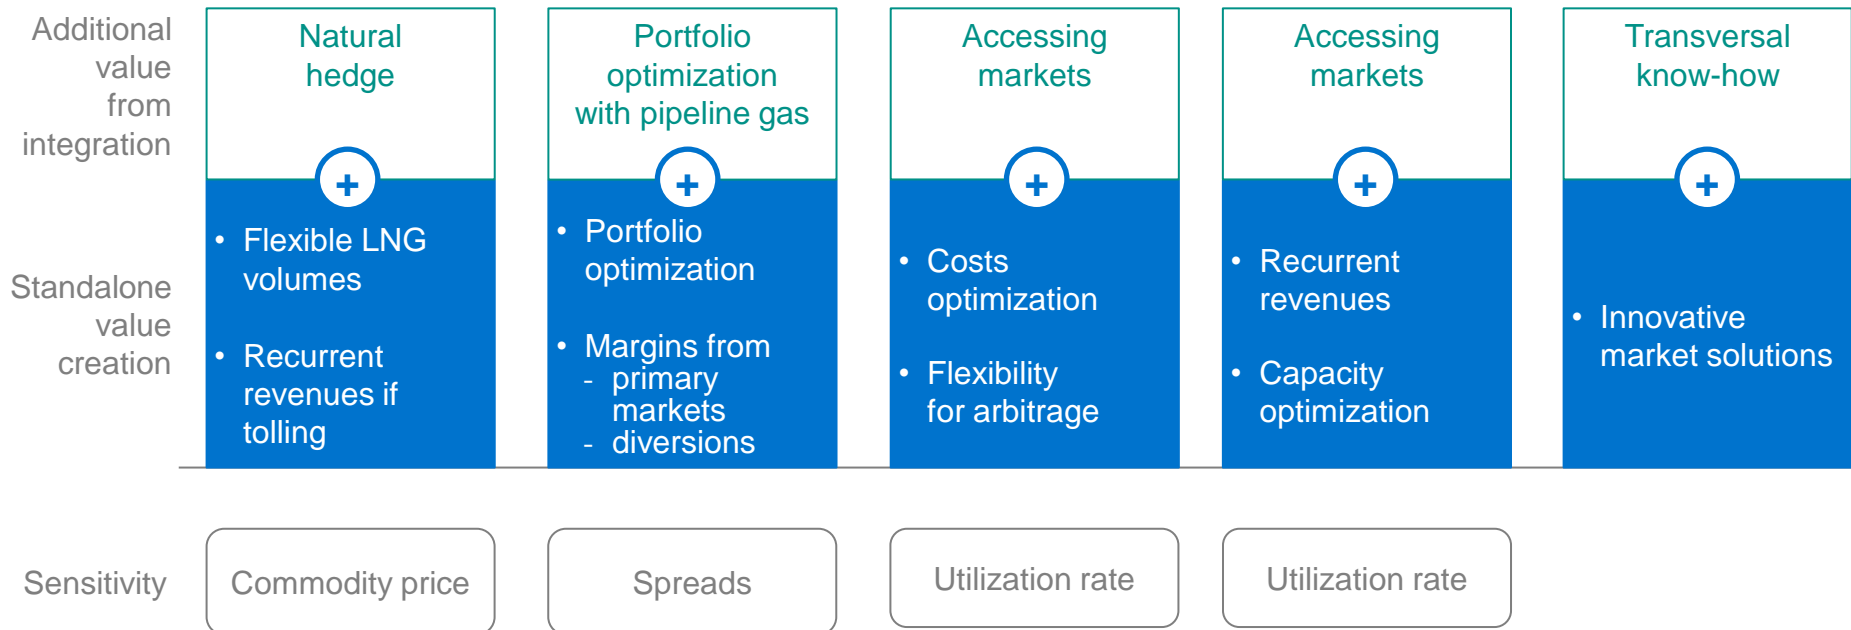 Additional
value
from
integration
Natural
hedge
Portfolio
optimization
with pipeline gas
Accessing
markets
Accessing
markets
Transversal
know-how
+
+
+
+
+
Standalone
value
creation
• Flexible LNG
volumes
• Recurrent
revenues if
tolling
• Portfolio
optimization
• Margins from
- primary
markets
- diversions
• Costs
optimization
• Flexibility
for arbitrage
• Recurrent
revenues
• Capacity
optimization
• Innovative
market solutions
Sensitivity
Commodity price
Spreads
Utilization rate
Utilization rate